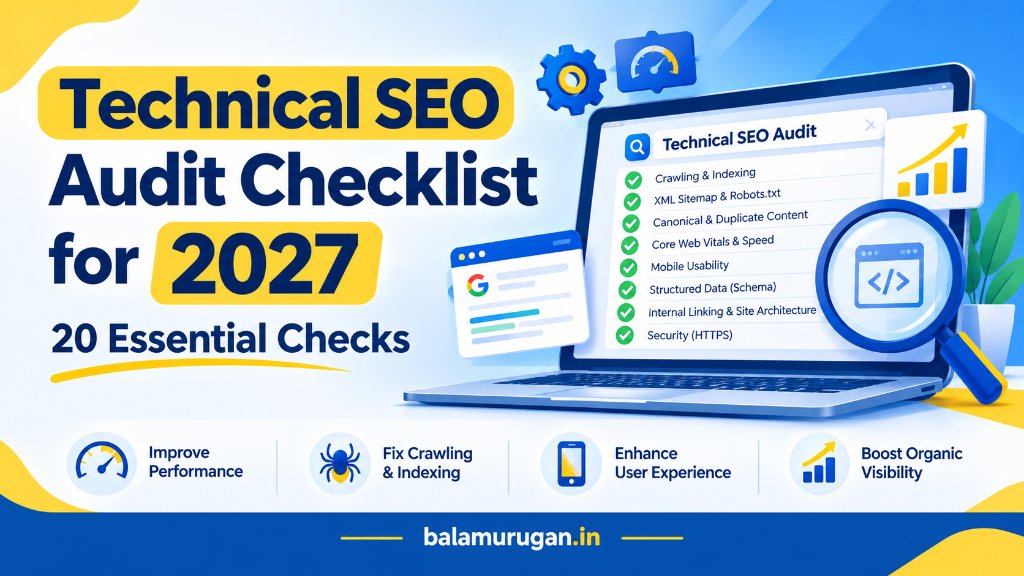 Technical SEO
Audit Checklist
for 2027
20 Essential Checks
Technical SEO Audit
Crawling & Indexing
XML Sitemap & Robots.txt
Canonical & Duplicate Content
Core Web Vitals & Speed
Mobile Usability
Structured Data (Schema)
Internal Linking & Site Architecture
Security (HTTPS)
G
</>
Improve
Performance
Fix Crawling
& Indexing
Enhance
User Experience
Boost Organic
Visibility
balamurugan.in